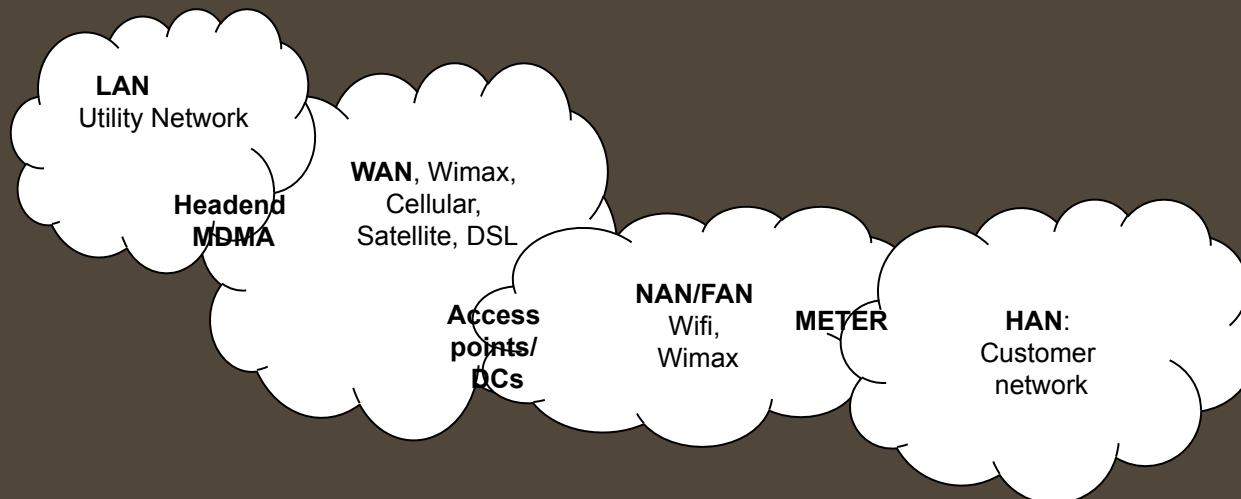 LAN
Utility Network
Headend
MDMA
WAN, Wimax,
Cellular,
Satellite, DSL
Access
points/
DCs
NAN/FAN
Wifi,
Wimax
METER
HAN:
Customer
network